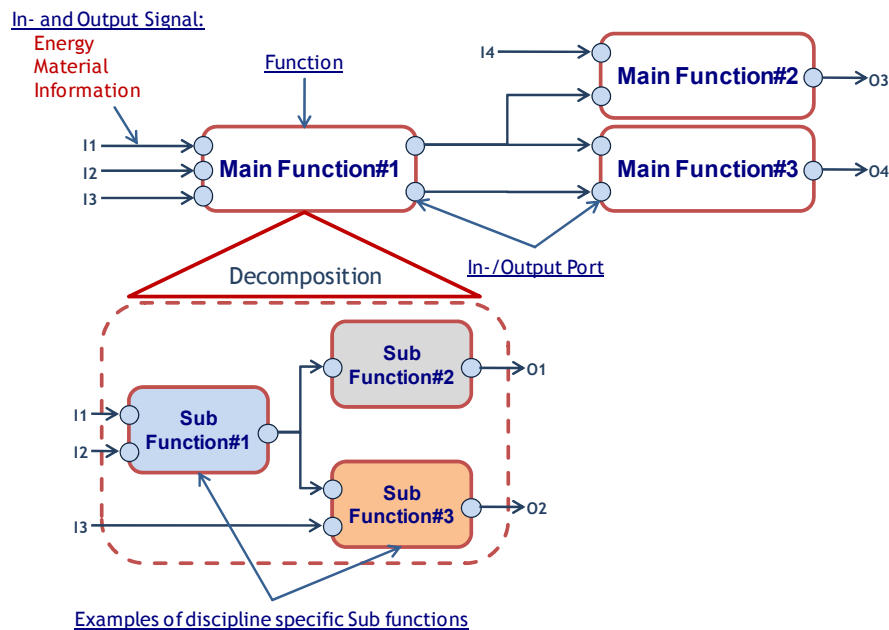 In- and Output Signal:
Energy
Material
Information
Function
I4
Main Function#2
O3
I1
I2
I3
Main Function#1
Main Function#3
O4
In-/Output Port
Decomposition
Sub
Function#2
O1
I1
I2
Sub
Function#1
I3
Sub
Function#3
O2
Examples of discipline specific Sub functions